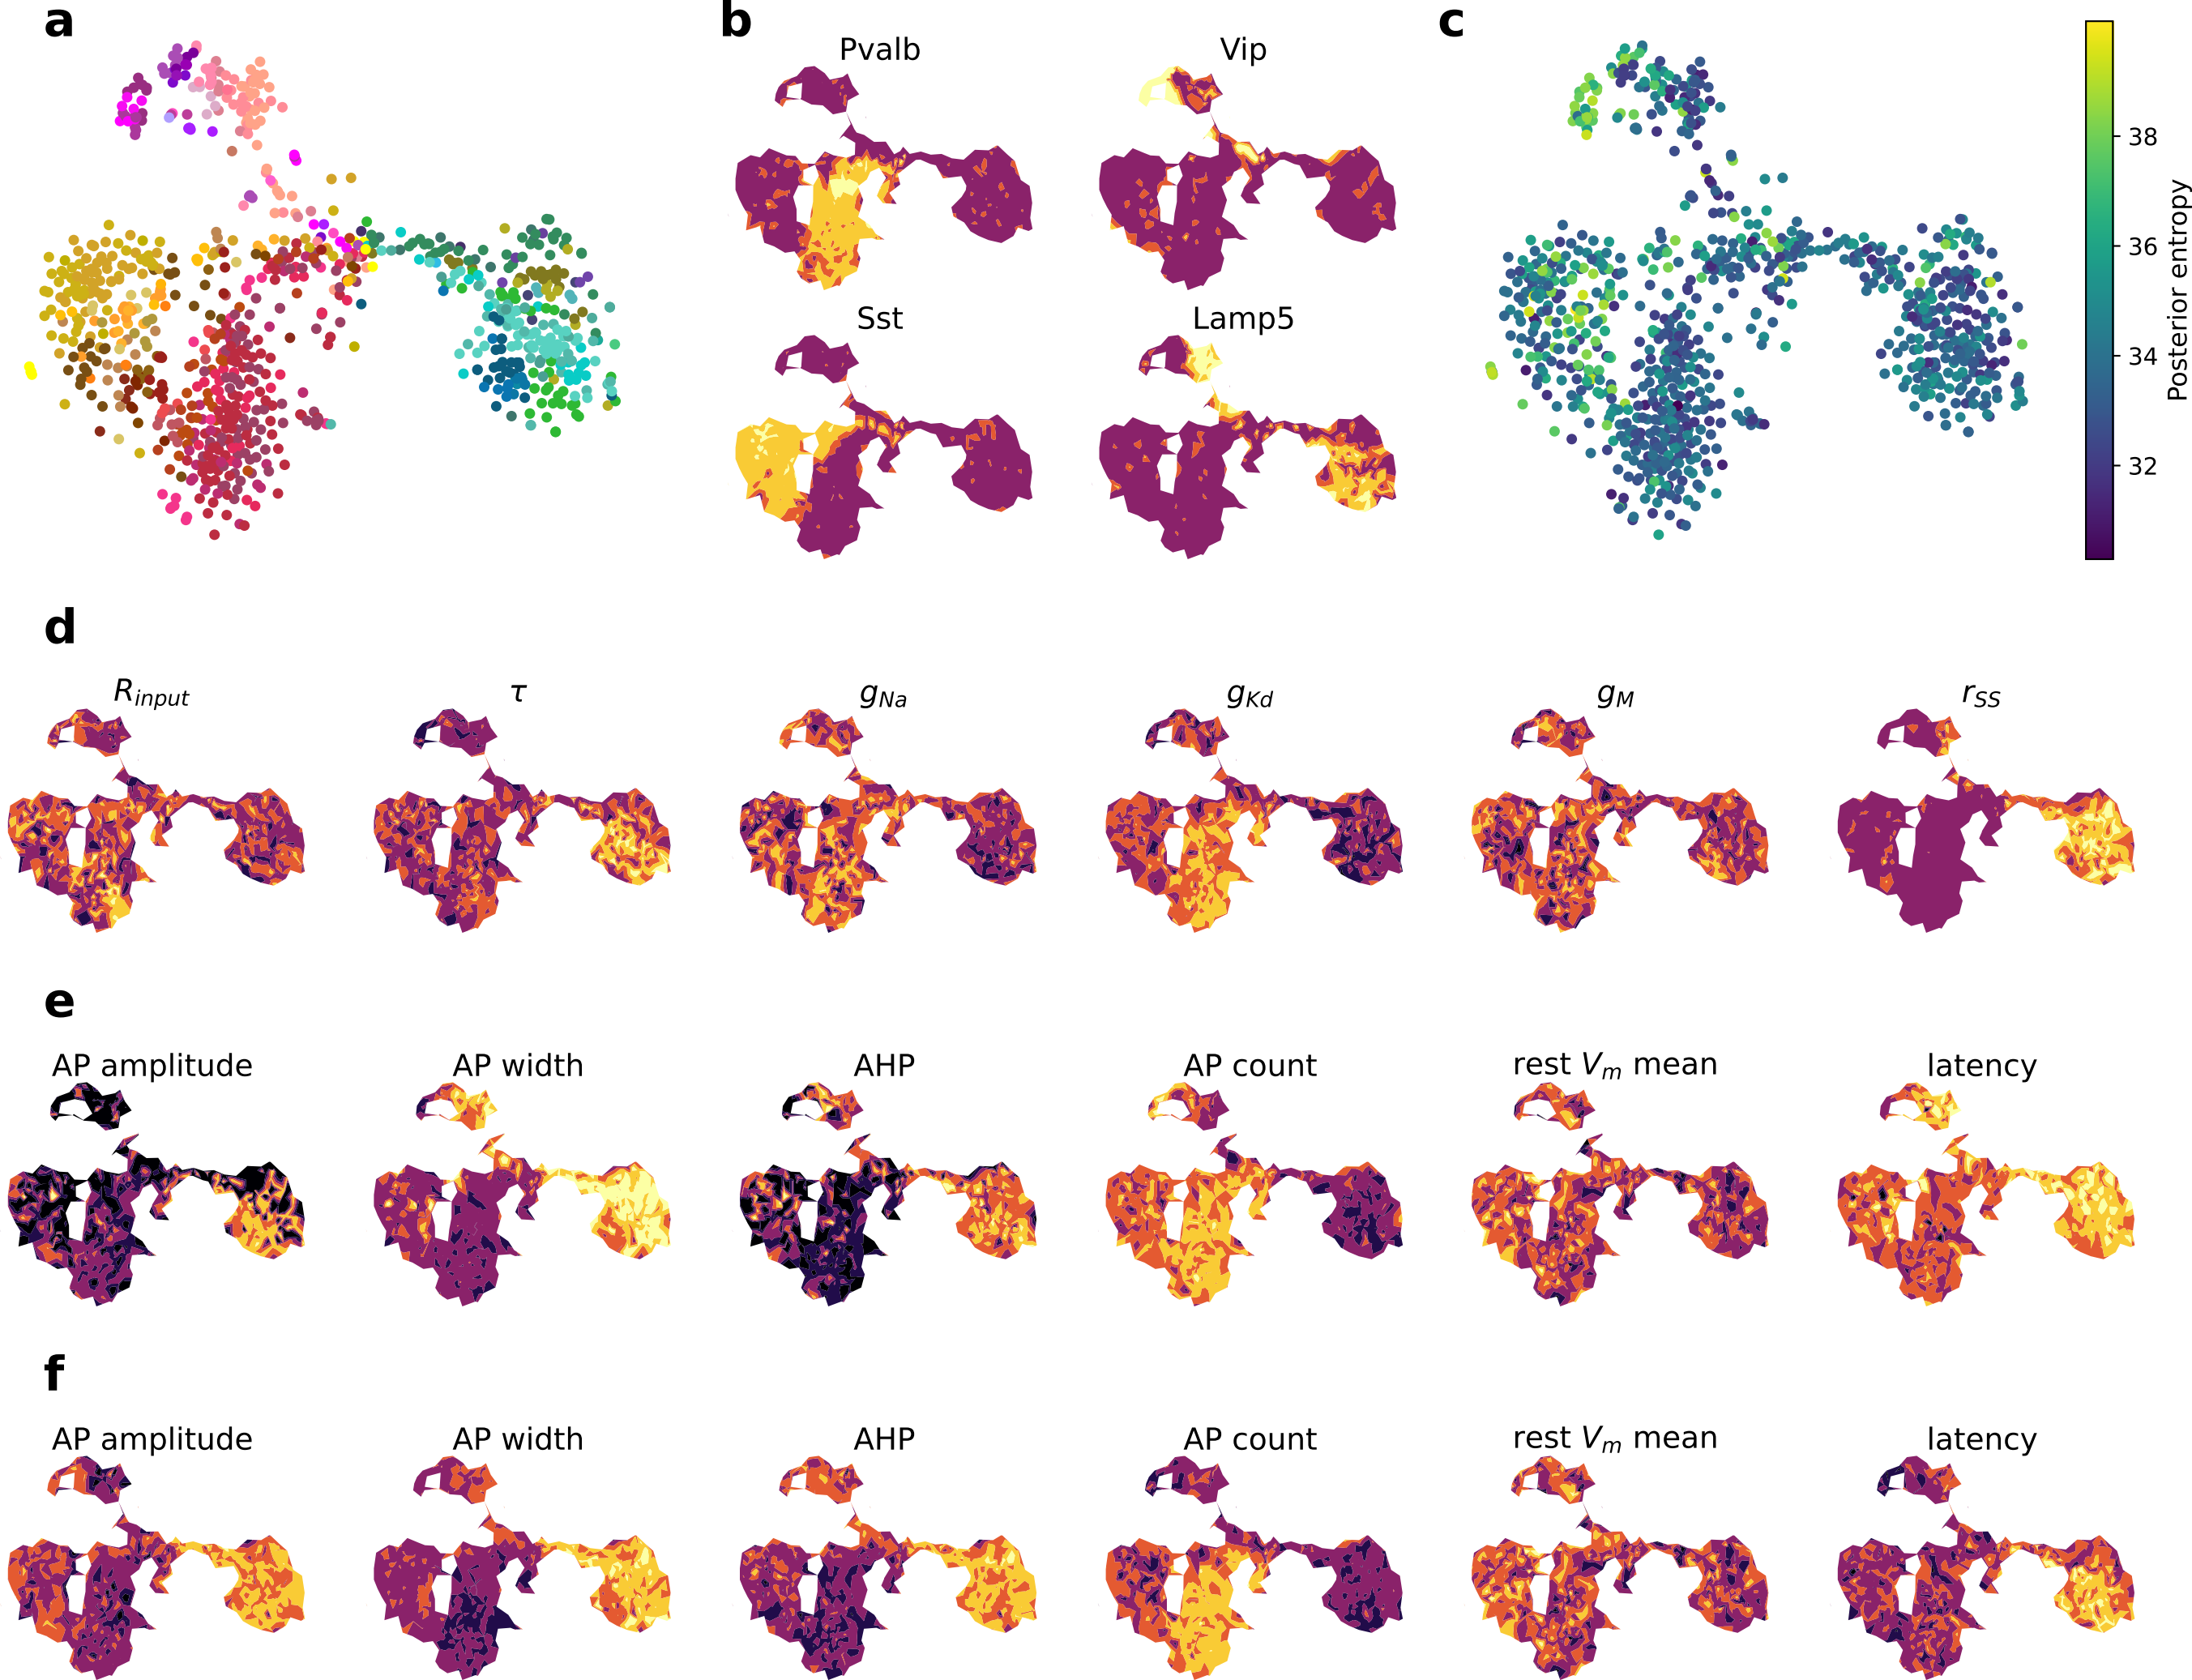 a
b
c
Pvalb
Vip
Sst
Lamp5
38
36
34
32
Posterior entropy
d
R_input
τ
g_Na
g_Kd
g_M
r_SS
e
AP amplitude
AP width
AHP
AP count
rest V_m mean
latency
f
AP amplitude
AP width
AHP
AP count
rest V_m mean
latency